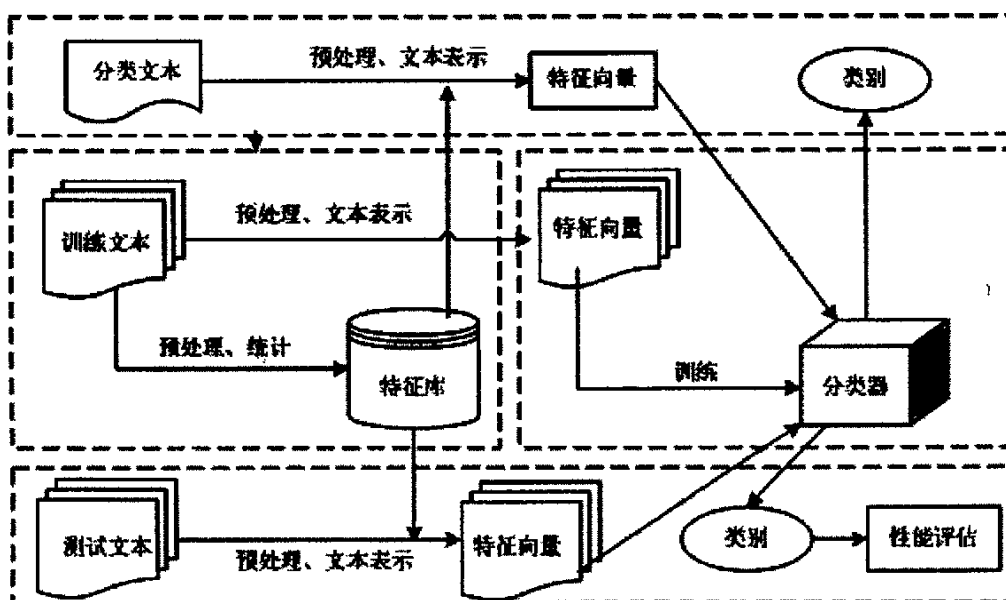 分类文本
预处理、文本表示
特征向量
类别
训练文本
预处理、文本表示
特征向量
预处理、统计
特征库
训练
分类器
测试文本
预处理、文本表示
特征向量
类别
性能评估